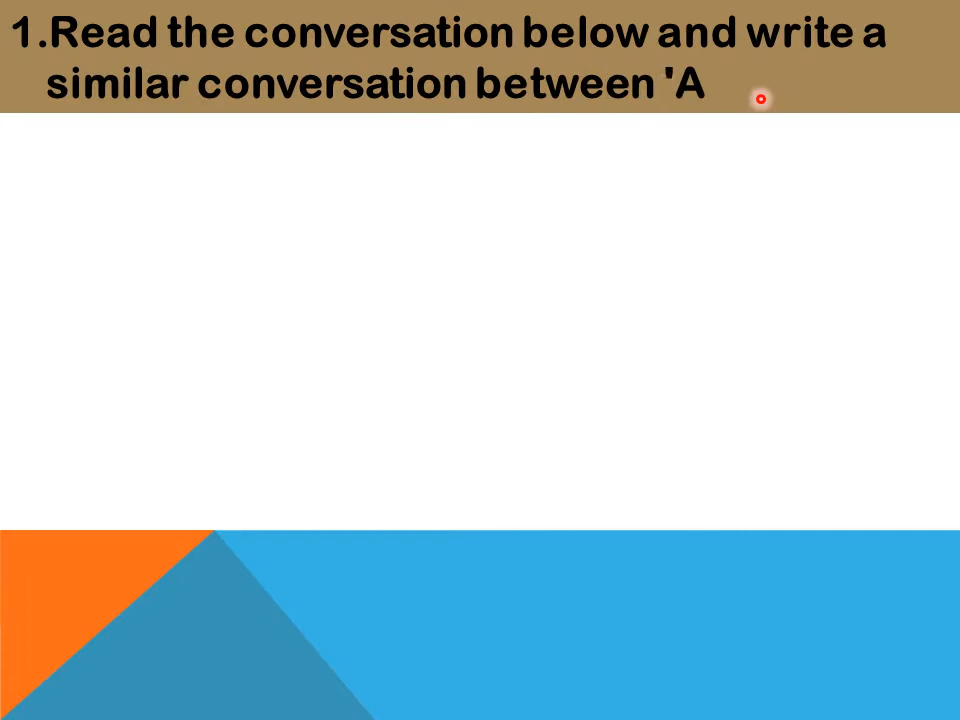 1.Read the conversation below and write a
similar conversation between 'A